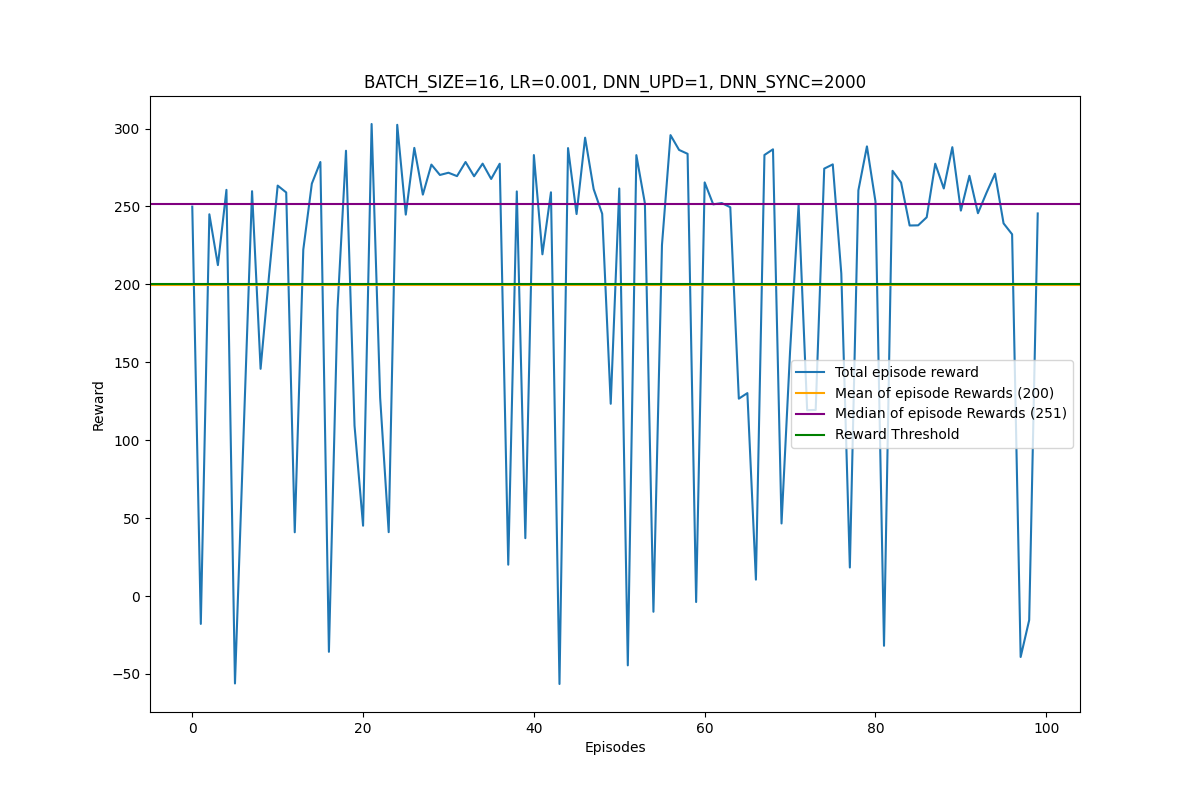 BATCH_SIZE=16, LR=0.001, DNN_UPD=1, DNN_SYNC=2000
300
250
200
150
100
50
0
−50
Reward
Total episode reward
Mean of episode Rewards (200)
Median of episode Rewards (251)
Reward Threshold
0 20 40 60 80 100
Episodes